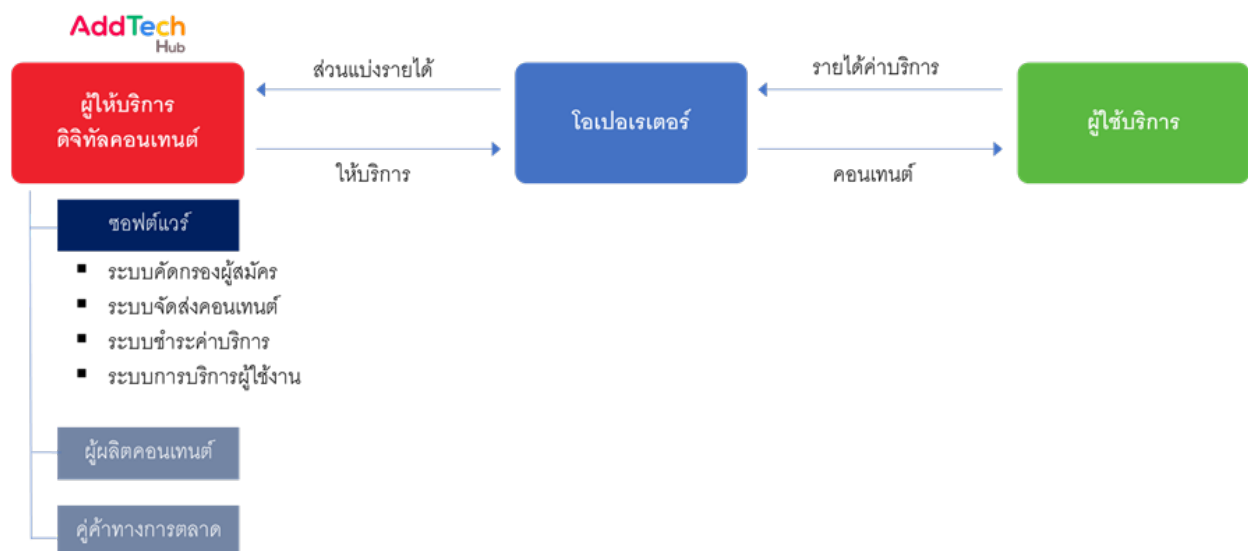 AddTech
Hub
ส่วนแบ่งรายได้
รายได้ค่าบริการ
ผู้ให้บริการ
ดิจิทัลคอนเทนต์
โอเปอเรเตอร์
ผู้ใช้บริการ
ให้บริการ
คอนเทนต์
ซอฟต์แวร์
▪ ระบบคัดกรองผู้สมัคร
▪ ระบบจัดส่งคอนเทนต์
▪ ระบบชำระค่าบริการ
▪ ระบบการบริการผู้ใช้งาน
ผู้ผลิตคอนเทนต์
คู่ค้าทางการตลาด